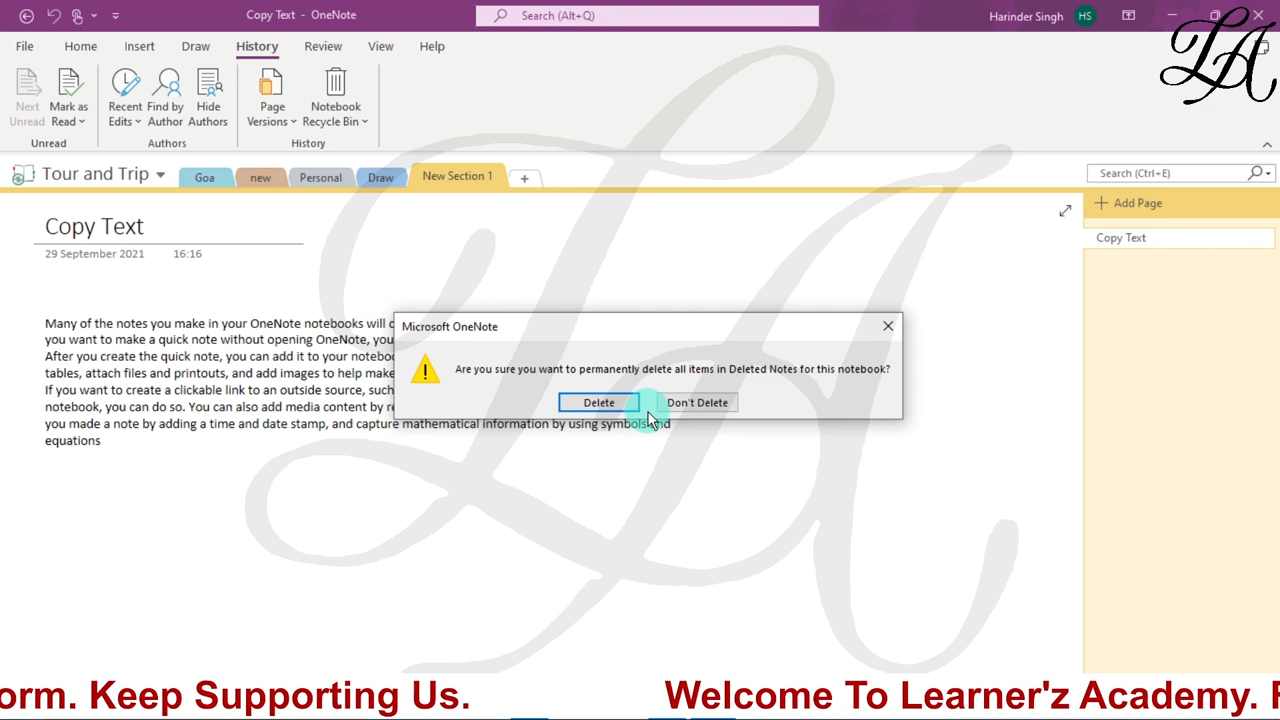 Copy Text - OneNote
Search (Alt+Q)
Harinder Singh
HS
File
Home
Insert
Draw
History
Review
View
Help
Next Unread
Mark as Read
Recent Edits
Find by Author
Hide Authors
Page Versions
Notebook Recycle Bin
Unread
Authors
History
Tour and Trip
Goa
new
Personal
Draw
New Section 1
Search (Ctrl+E)
Add Page
Copy Text
Copy Text
29 September 2021
16:16
Many of the notes you make in your OneNote notebooks will
you want to make a quick note without opening OneNote, you
After you create the quick note, you can add it to your
tables, attach files and printouts, and add images to help make
If you want to create a clickable link to an outside source,
notebook, you can do so. You can also add media content by
you made a note by adding a time and date stamp, and capture mathematical information by using symbols and
equations
Microsoft OneNote
Are you sure you want to permanently delete all items in Deleted Notes for this notebook?
Delete
Don't Delete
LA
LA
orm. Keep Supporting Us.
Welcome To Learner'z Academy.